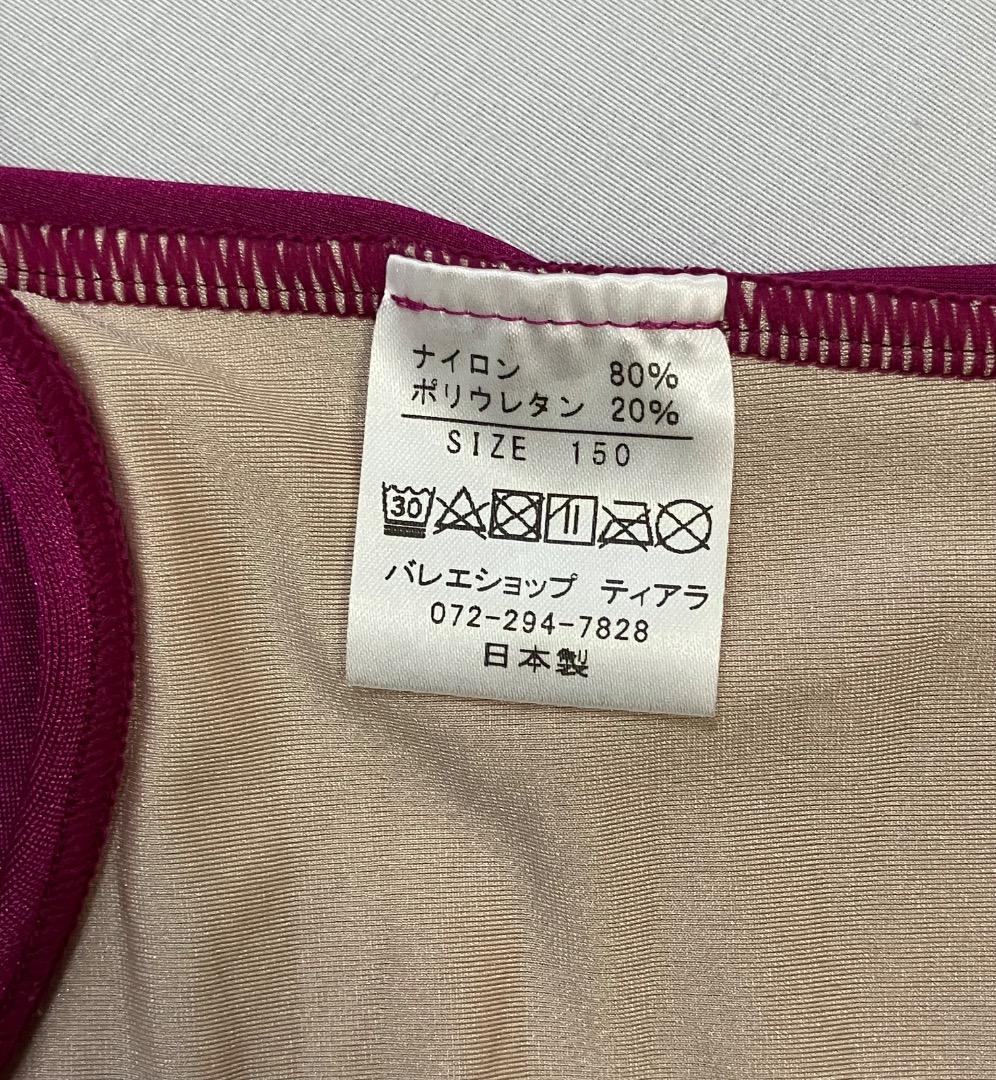 ナイロン 80%
ポリウレタン 20%
SIZE 150
30
バレエショップ ティアラ
072-294-7828
日本製